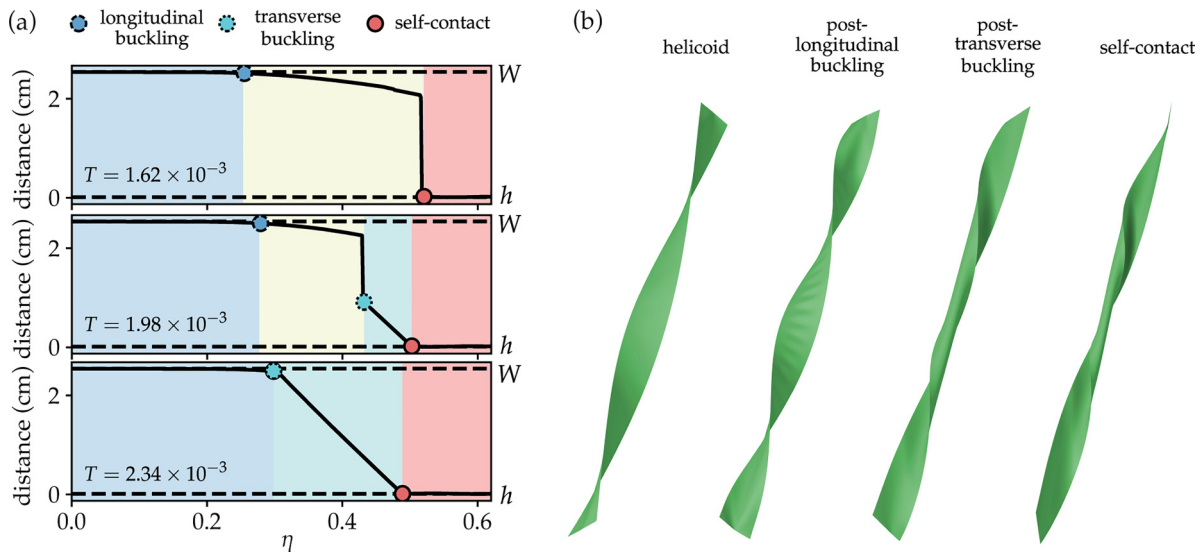 (a)
longitudinal
buckling
transverse
buckling
self-contact
distance (cm)
2
0
T = 1.62 × 10⁻³
W
h
distance (cm)
2
0
T = 1.98 × 10⁻³
W
h
distance (cm)
2
0
T = 2.34 × 10⁻³
W
h
0.0 0.2 0.4 0.6
η
(b)
helicoid
post-
longitudinal
buckling
post-
transverse
buckling
self-contact